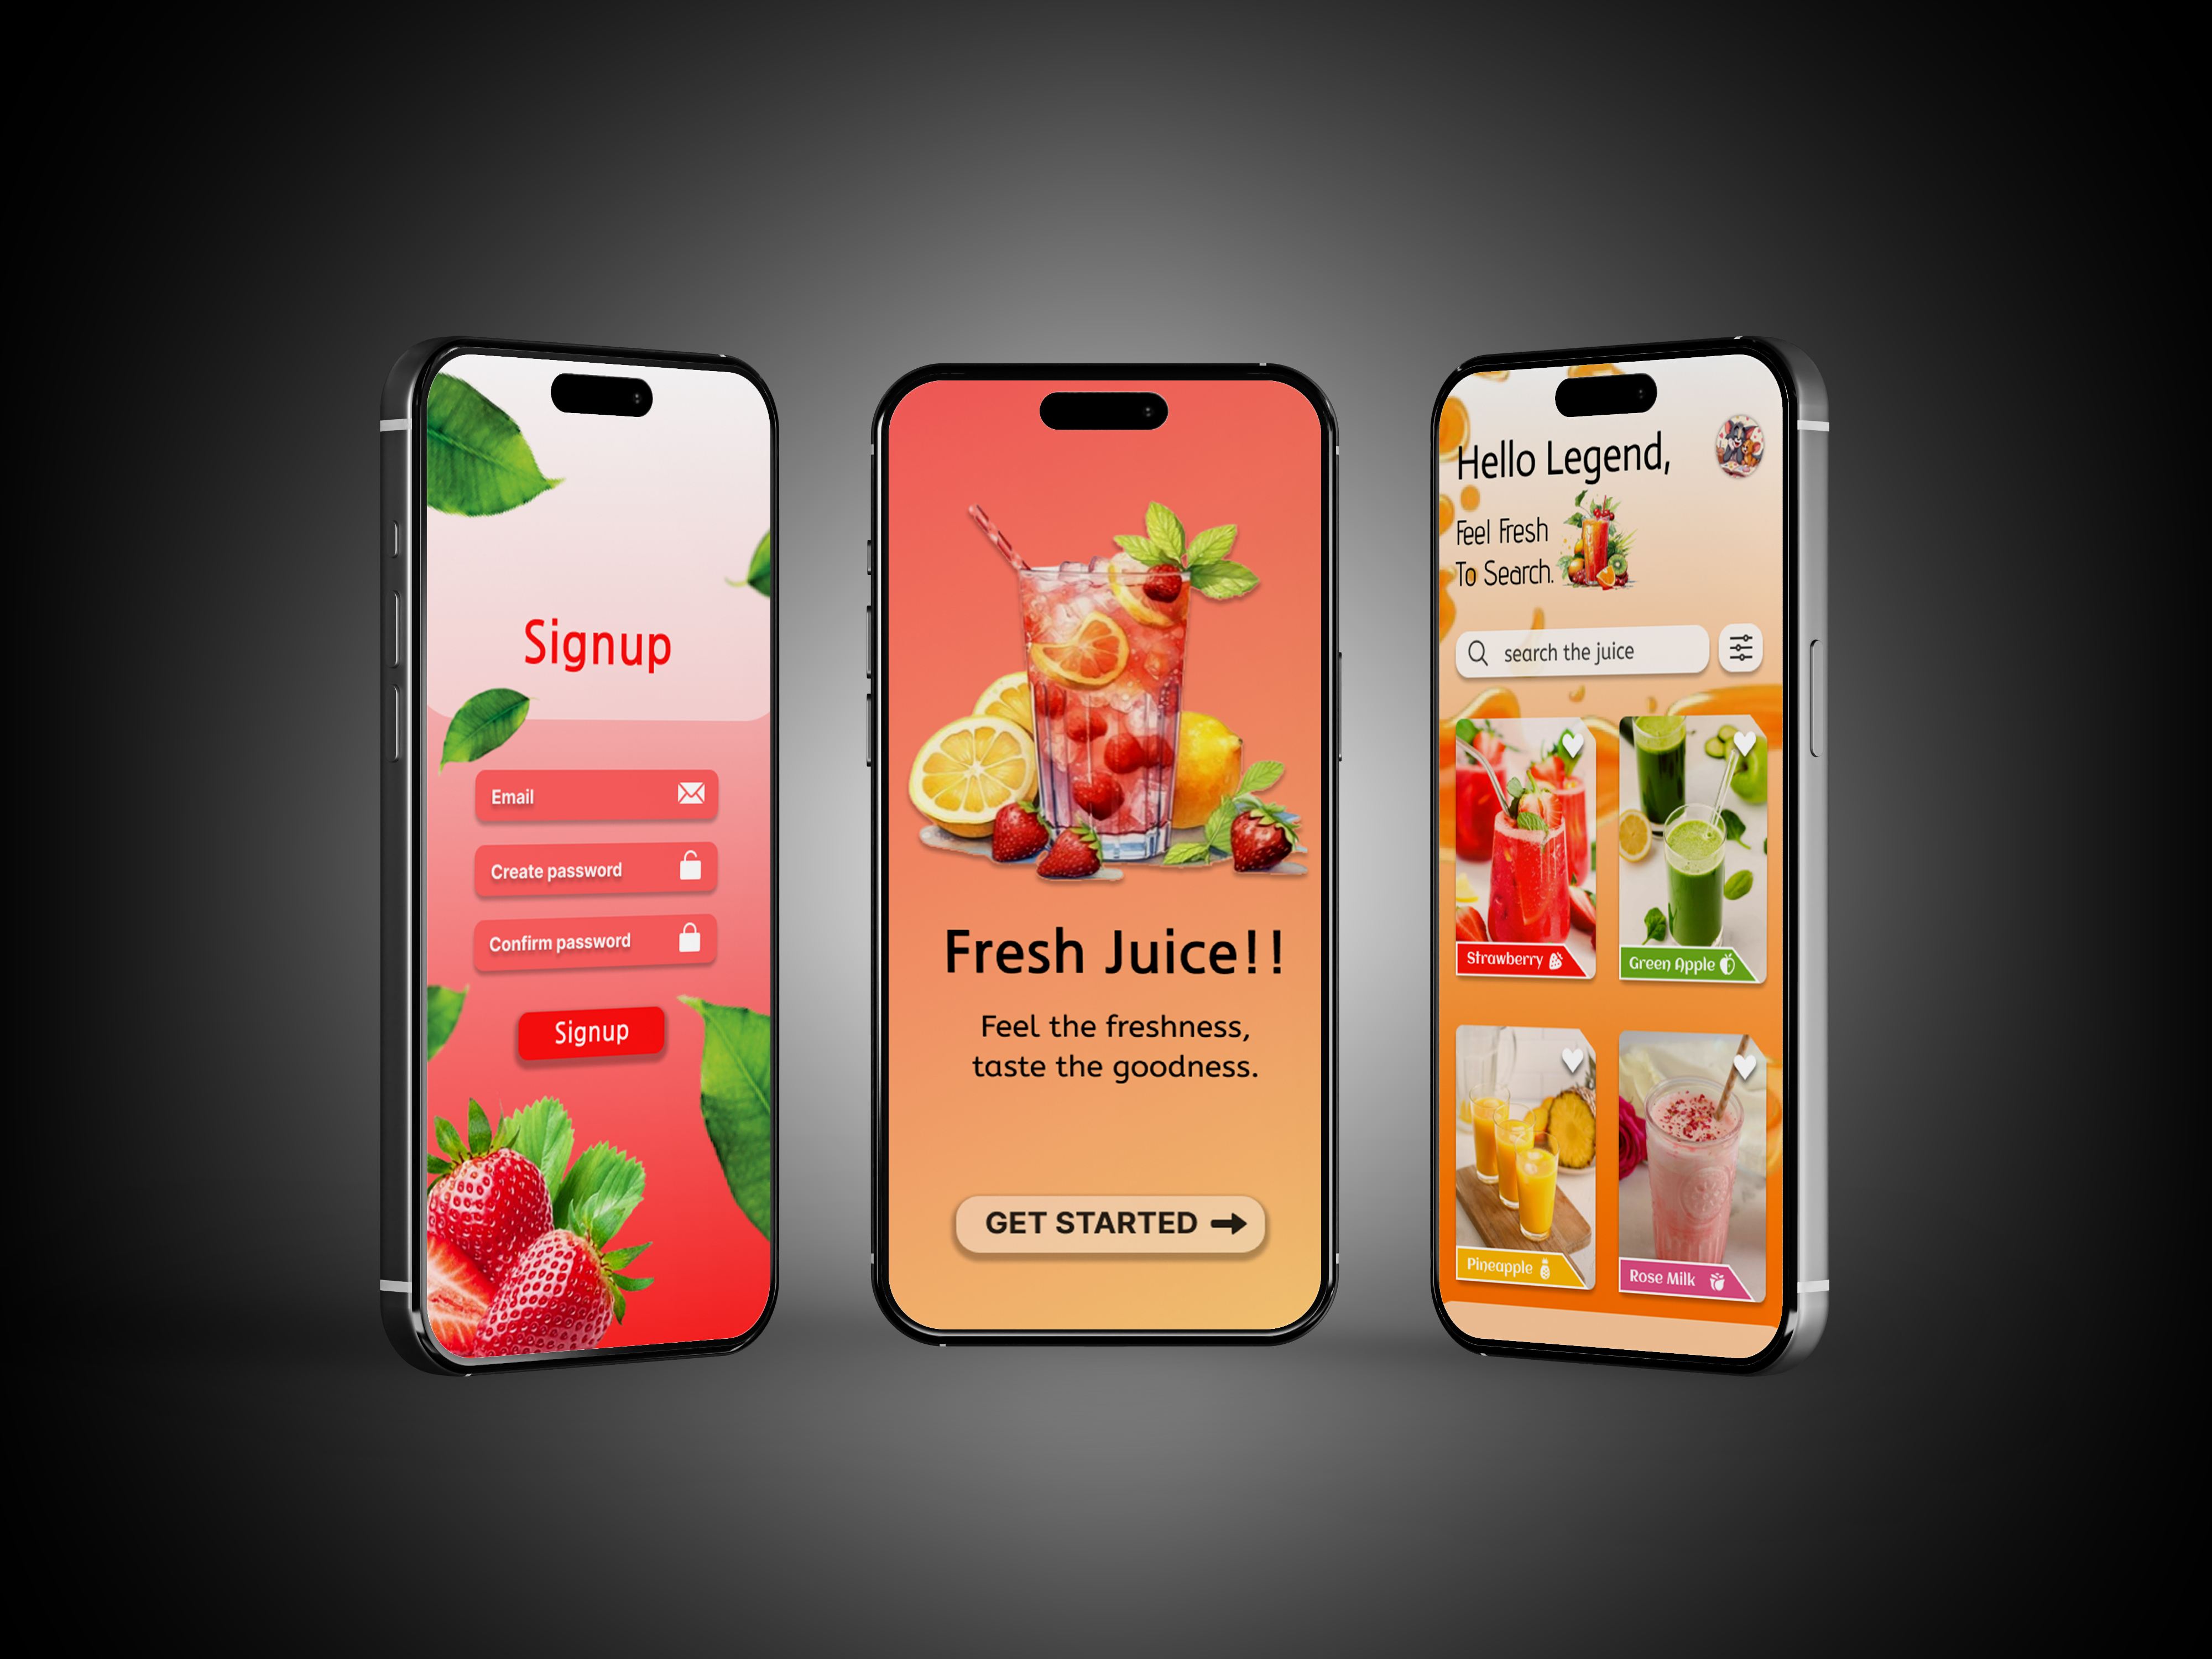 Signup
Email
Create password
Confirm password
Signup
Fresh Juice!!
Feel the freshness,
taste the goodness.
GET STARTED
Hello Legend,
Feel Fresh
To Search.
search the juice
Strawberry
Green Apple
Pineapple
Rose Milk